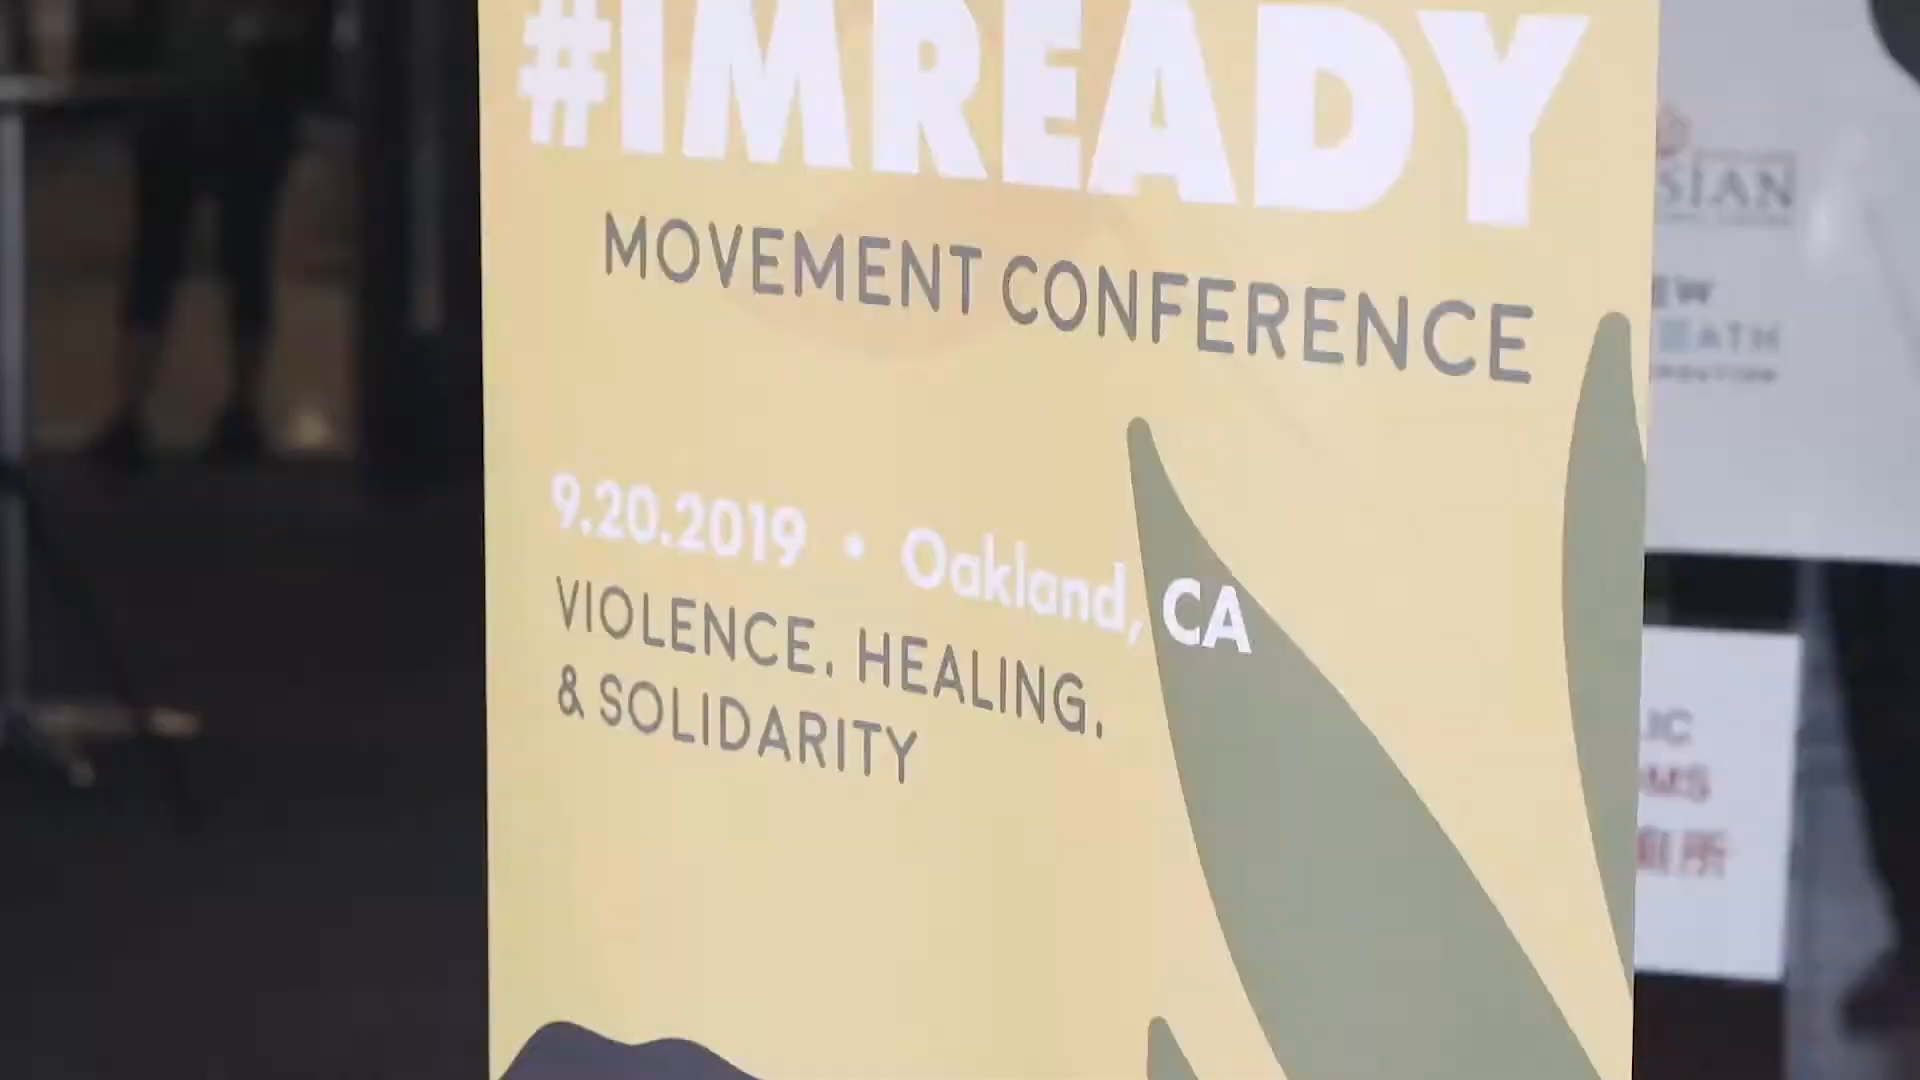 #IMREADY
MOVEMENT CONFERENCE
9.20.2019 • Oakland, CA
VIOLENCE. HEALING.
& SOLIDARITY